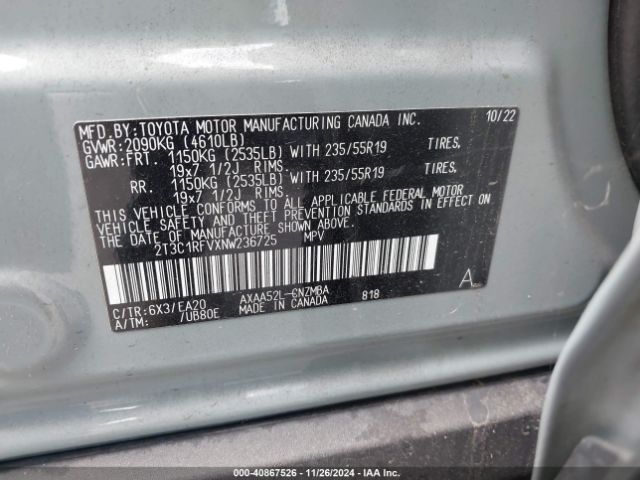 MFD.BY:TOYOTA MOTOR MANUFACTURING CANADA INC. 10/22
GVWR:2090KG (4610LB)
GAWR:FRT. 1150KG (2535LB) WITH 235/55R19 TIRES,
19x7 1/2J RIMS
RR. 1150KG (2535LB) WITH 235/55R19 TIRES,
19x7 1/2J RIMS
THIS VEHICLE CONFORMS TO ALL APPLICABLE FEDERAL MOTOR
VEHICLE SAFETY AND THEFT PREVENTION STANDARDS IN EFFECT ON
THE DATE OF MANUFACTURE SHOWN ABOVE.
2T3C1RFVXNW236725 MPV
C/TR:6X3/EA20 AXAA52L-CNZMBA 818 A
A/TM: /UB80E MADE IN CANADA
000-40867526 - 11/26/2024 - IAA Inc.